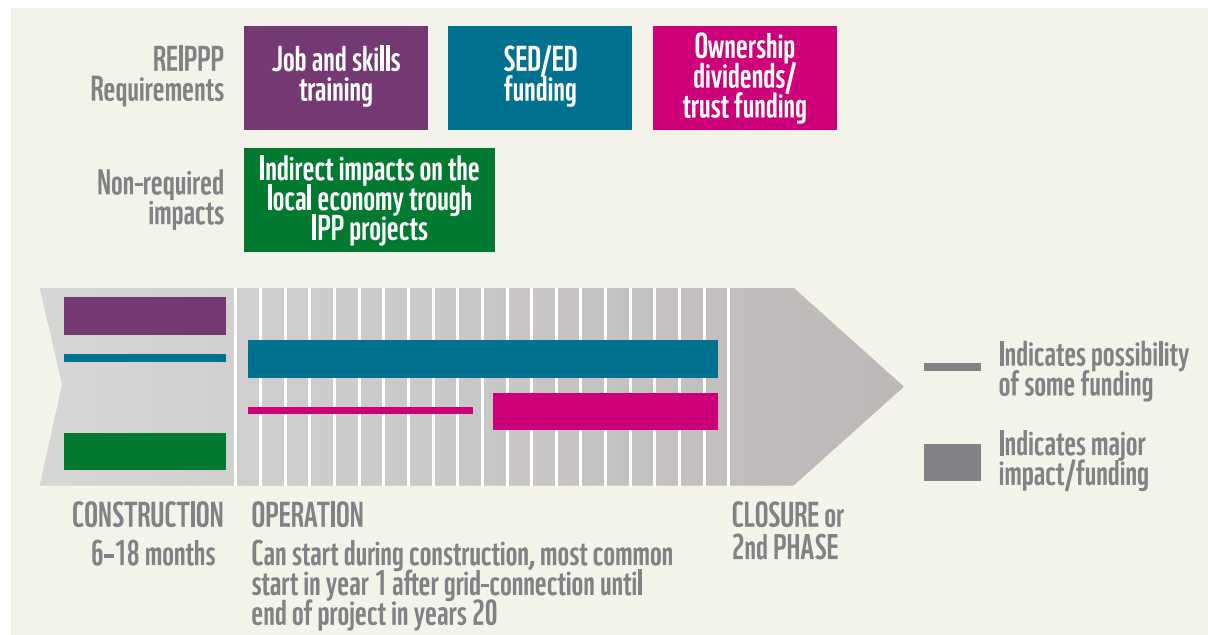 REIPPP
Requirements
Job and skills
training
SED/ED
funding
Ownership
dividends/
trust funding
Non-required
impacts
Indirect impacts on the
local economy trough
IPP projects
Indicates possibility
of some funding
Indicates major
impact/funding
CONSTRUCTION
6–18 months
OPERATION
Can start during construction, most common
start in year 1 after grid-connection until
end of project in years 20
CLOSURE or
2nd PHASE